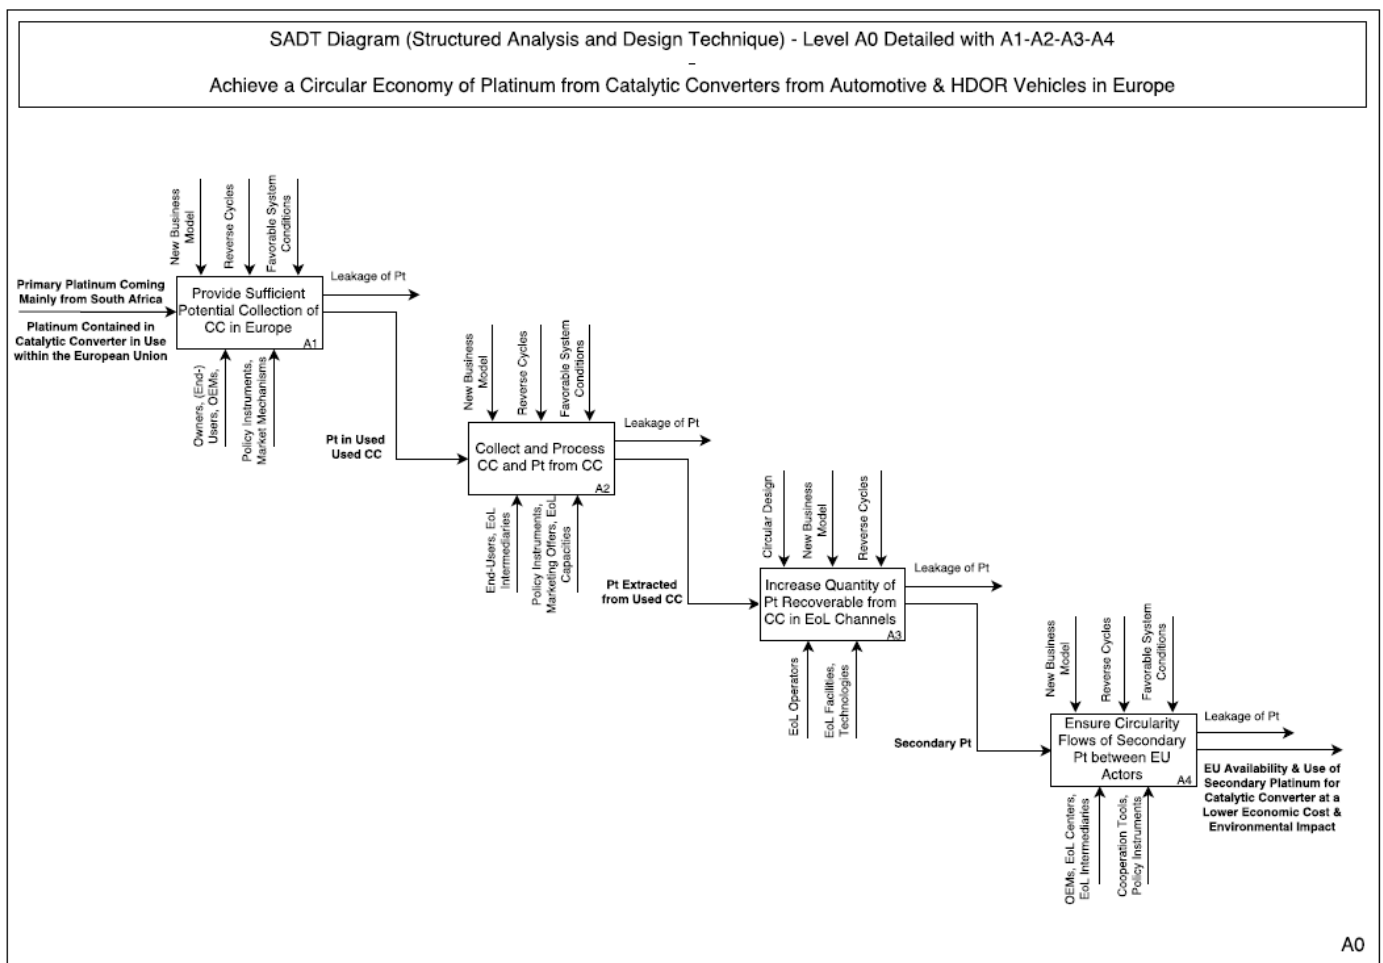 SADT Diagram (Structured Analysis and Design Technique) - Level A0 Detailed with A1-A2-A3-A4
–
Achieve a Circular Economy of Platinum from Catalytic Converters from Automotive & HDOR Vehicles in Europe
New Business
Model
Reverse Cycles
Favorable System
Conditions
Primary Platinum Coming
Mainly from South Africa
Platinum Contained in
Catalytic Converter in Use
within the European Union
Provide Sufficient
Potential Collection of
CC in Europe
A1
Leakage of Pt
Owners, (End-)
Users, OEMs,
Policy Instruments,
Market Mechanisms
Pt in Used
Used CC
New Business
Model
Reverse Cycles
Favorable System
Conditions
Collect and Process
CC and Pt from CC
A2
Leakage of Pt
End-Users, EoL
Intermediaries
Policy Instruments,
Marketing Offers, EoL
Capacities
Pt Extracted
from Used CC
Circular Design
New Business
Model
Reverse Cycles
Increase Quantity of
Pt Recoverable from
CC in EoL Channels
A3
Leakage of Pt
EoL Operators
EoL Facilities,
Technologies
Secondary Pt
New Business
Model
Reverse Cycles
Favorable System
Conditions
Ensure Circularity
Flows of Secondary
Pt between EU
Actors
A4
Leakage of Pt
EU Availability & Use of
Secondary Platinum for
Catalytic Converter at a
Lower Economic Cost &
Environmental Impact
OEMs, EoL Centers,
EoL Intermediaries
Cooperation Tools,
Policy Instruments
A0